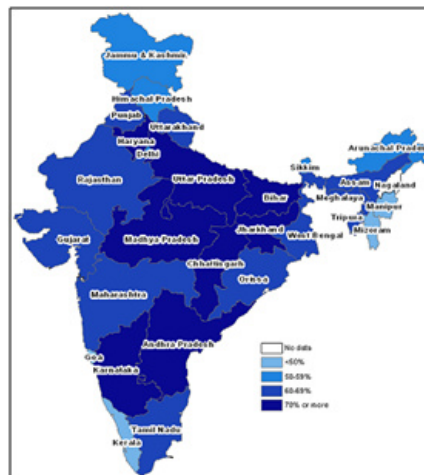 Jammu & Kashmir
Himachal Pradesh
Punjab
Uttarakhand
Haryana
Delhi
Arunachal Pradesh
Sikkim
Rajasthan
Uttar Pradesh
Assam
Nagaland
Bihar
Meghalaya
Manipur
Tripura
Jharkhand
Mizoram
Gujarat
Madhya Pradesh
West Bengal
Chhattisgarh
Orissa
Maharashtra
Andhra Pradesh
Goa
Karnataka
Tamil Nadu
Kerala
No data
<50%
50-59%
60-69%
70% or more